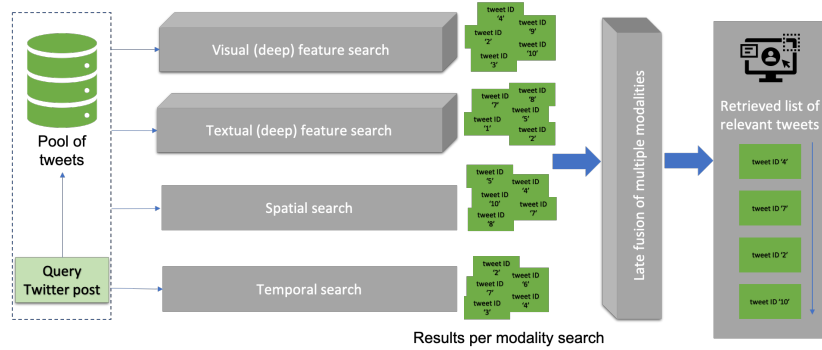 Pool of
tweets
Query
Twitter post
Visual (deep) feature search
Textual (deep) feature search
Spatial search
Temporal search
tweet ID
'4'
tweet ID
'9'
tweet ID
'2'
tweet ID
'10'
tweet ID
'3'
tweet ID
'7'
tweet ID
'8'
tweet ID
'5'
tweet ID
'1'
tweet ID
'2'
tweet ID
'5'
tweet ID
'4'
tweet ID
'10'
tweet ID
'7'
tweet ID
'8'
tweet ID
'2'
tweet ID
'6'
tweet ID
'7'
tweet ID
'4'
tweet ID
'3'
Results per modality search
Late fusion of multiple modalities
Retrieved list of
relevant tweets
tweet ID '4'
tweet ID '7'
tweet ID '2'
tweet ID '10'